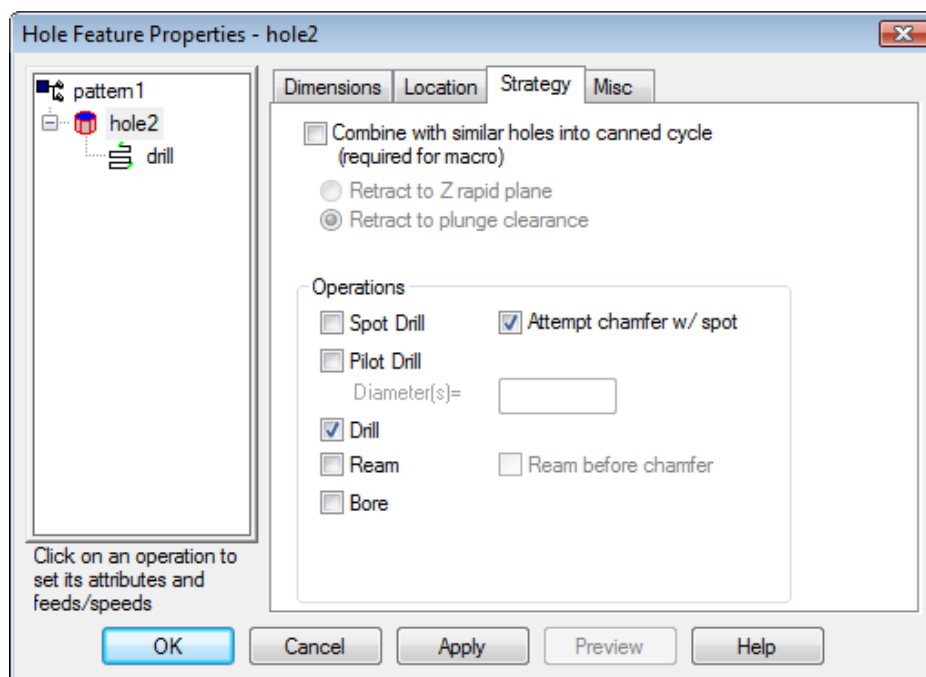 Hole Feature Properties - hole2
pattern1
hole2
drill
Click on an operation to
set its attributes and
feeds/speeds
Dimensions Location Strategy Misc
Combine with similar holes into canned cycle
(required for macro)
Retract to Z rapid plane
Retract to plunge clearance
Operations
Spot Drill Attempt chamfer w/ spot
Pilot Drill
Diameter(s)=
Drill
Ream Ream before chamfer
Bore
OK Cancel Apply Preview Help